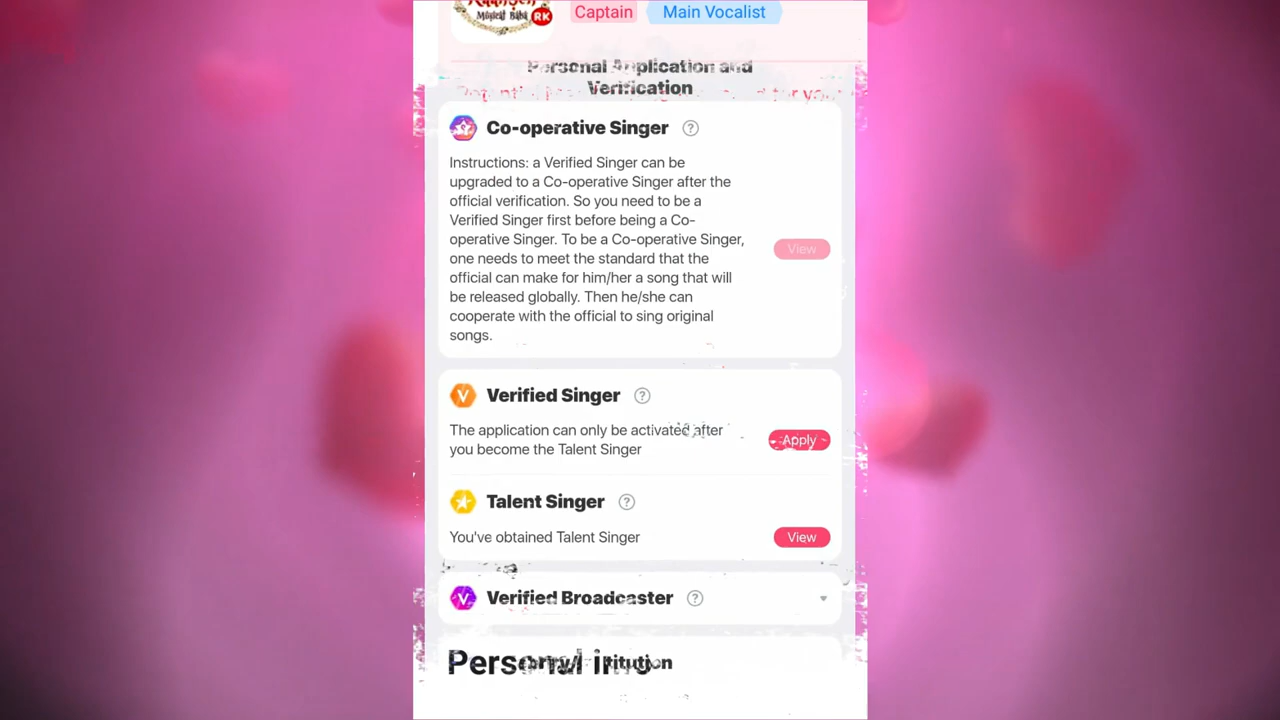 Musical Baba RK
Captain
Main Vocalist
Personal Application and
Verification
Co-operative Singer
Instructions: a Verified Singer can be
upgraded to a Co-operative Singer after the
official verification. So you need to be a
Verified Singer first before being a Co-
operative Singer. To be a Co-operative Singer,
one needs to meet the standard that the
official can make for him/her a song that will
be released globally. Then he/she can
cooperate with the official to sing original
songs.
View
Verified Singer
The application can only be activated after
you become the Talent Singer
Apply
Talent Singer
You've obtained Talent Singer
View
Verified Broadcaster
Personal